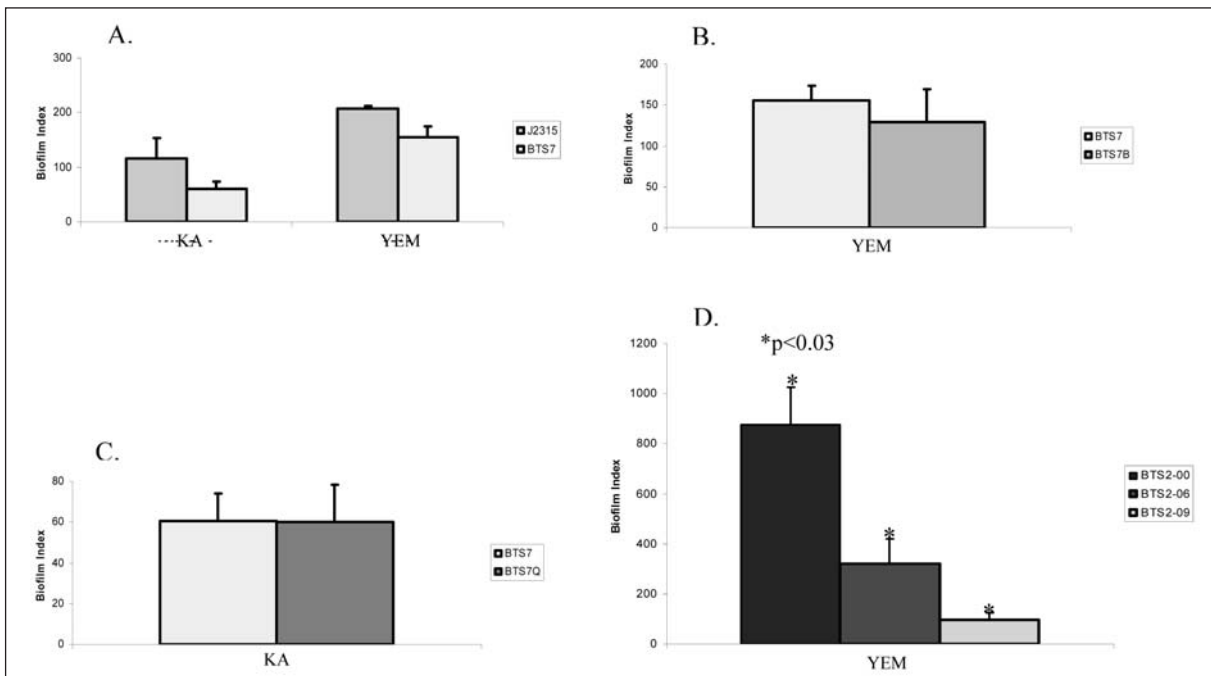 A.
300
200
100
0
Biofilm Index
KA
YEM
J2315
BTS7
B.
200
150
100
50
0
Biofilm Index
YEM
BTS7
BTS7B
C.
80
60
40
20
0
Biofilm Index
KA
BTS7
BTS7Q
D.
*p<0.03
1200
1000
800
600
400
200
0
Biofilm Index
*
*
*
YEM
BTS2-00
BTS2-06
BTS2-09